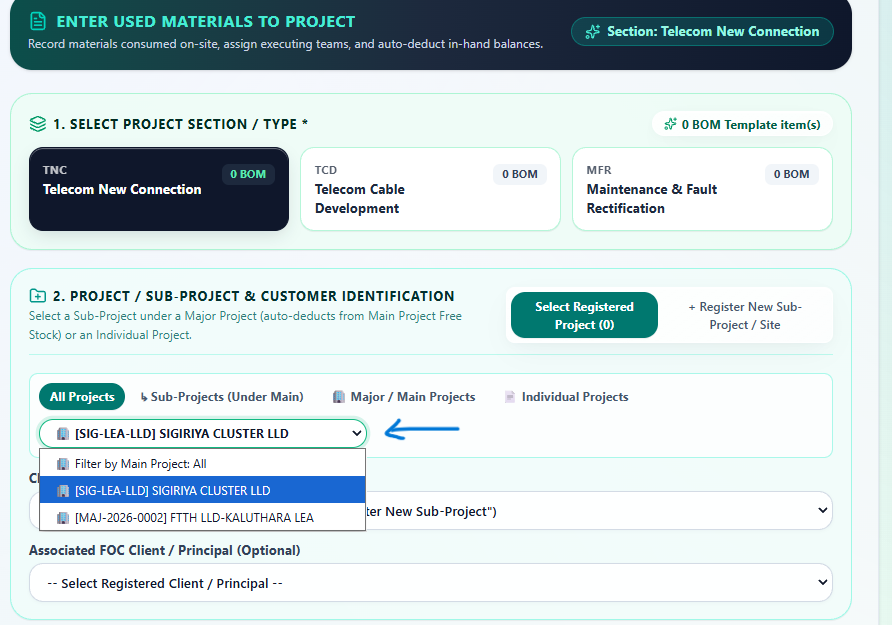 ENTER USED MATERIALS TO PROJECT
Record materials consumed on-site, assign executing teams, and auto-deduct in-hand balances.
Section: Telecom New Connection
1. SELECT PROJECT SECTION / TYPE *
0 BOM Template item(s)
TNC
Telecom New Connection
0 BOM
TCD
Telecom Cable
Development
0 BOM
MFR
Maintenance & Fault
Rectification
0 BOM
2. PROJECT / SUB-PROJECT & CUSTOMER IDENTIFICATION
Select a Sub-Project under a Major Project (auto-deducts from Main Project Free
Stock) or an Individual Project.
Select Registered
Project (0)
+ Register New Sub-
Project / Site
All Projects
↳ Sub-Projects (Under Main)
Major / Main Projects
Individual Projects
[SIG-LEA-LLD] SIGIRIYA CLUSTER LLD
Filter by Main Project: All
[SIG-LEA-LLD] SIGIRIYA CLUSTER LLD
[MAJ-2026-0002] FTTH LLD-KALUTHARA LEA
New Sub-Project")
Associated FOC Client / Principal (Optional)
-- Select Registered Client / Principal --